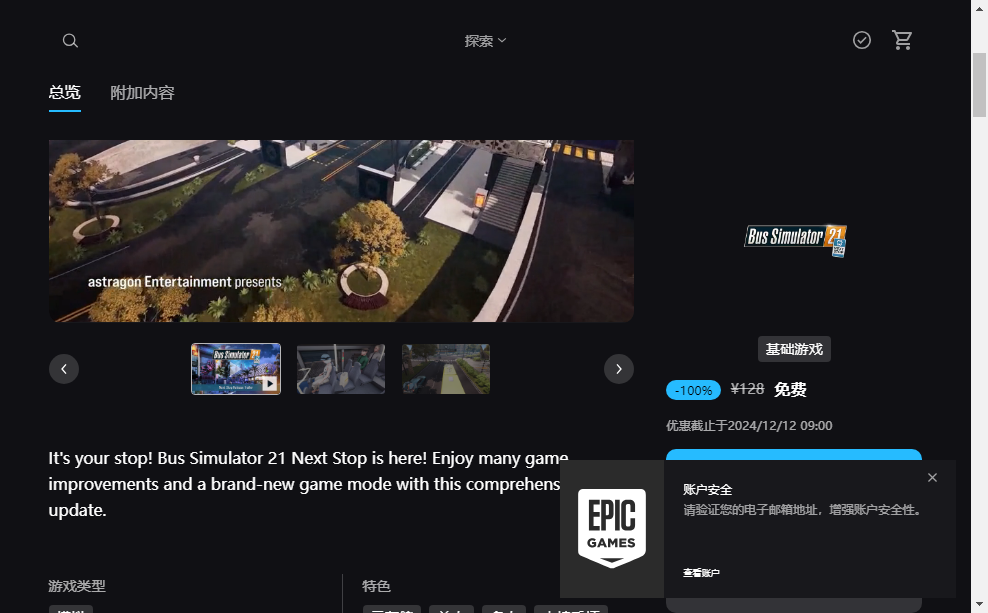 探索
总览
附加内容
astragon Entertainment presents
Bus Simulator 21
Bus Simulator 21
基础游戏
-100% ¥128 免费
优惠截止于2024/12/12 09:00
It's your stop! Bus Simulator 21 Next Stop is here! Enjoy many game
improvements and a brand-new game mode with this comprehens
update.
EPIC
GAMES
账户安全
请验证您的电子邮箱地址，增强账户安全性。
查看账户
游戏类型
特色